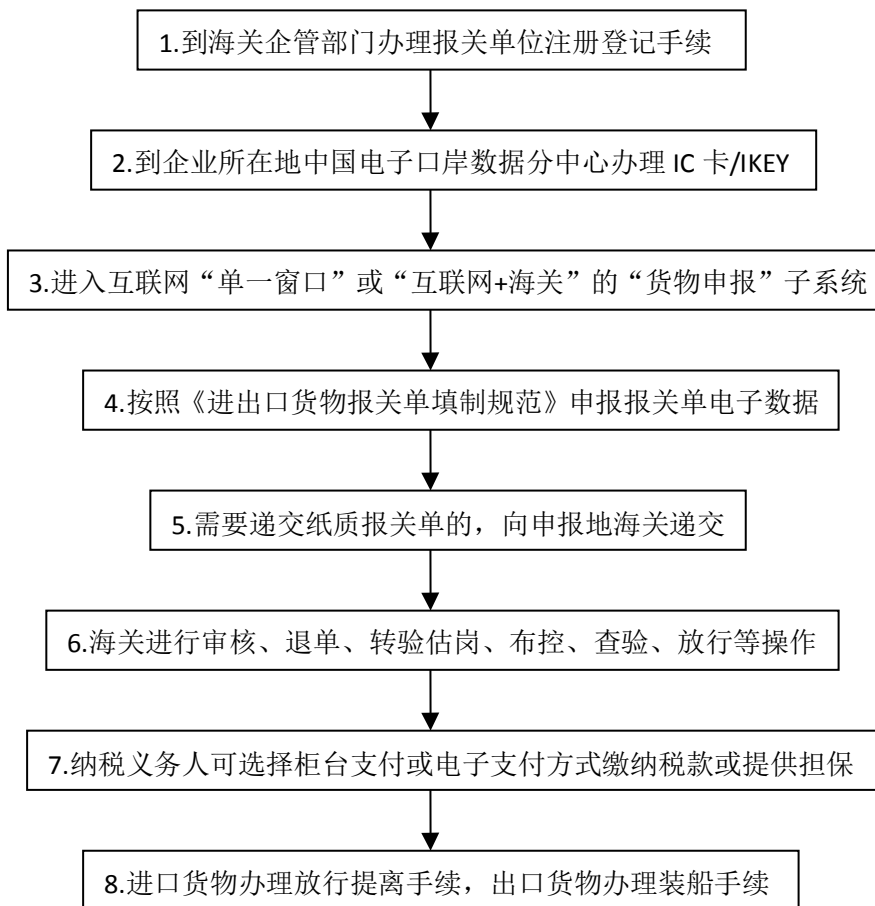 1.到海关企管部门办理报关单位注册登记手续
2.到企业所在地中国电子口岸数据分中心办理 IC 卡/IKEY
3.进入互联网“单一窗口”或“互联网+海关”的“货物申报”子系统
4.按照《进出口货物报关单填制规范》申报报关单电子数据
5.需要递交纸质报关单的，向申报地海关递交
6.海关进行审核、退单、转验估岗、布控、查验、放行等操作
7.纳税义务人可选择柜台支付或电子支付方式缴纳税款或提供担保
8.进口货物办理放行提离手续，出口货物办理装船手续